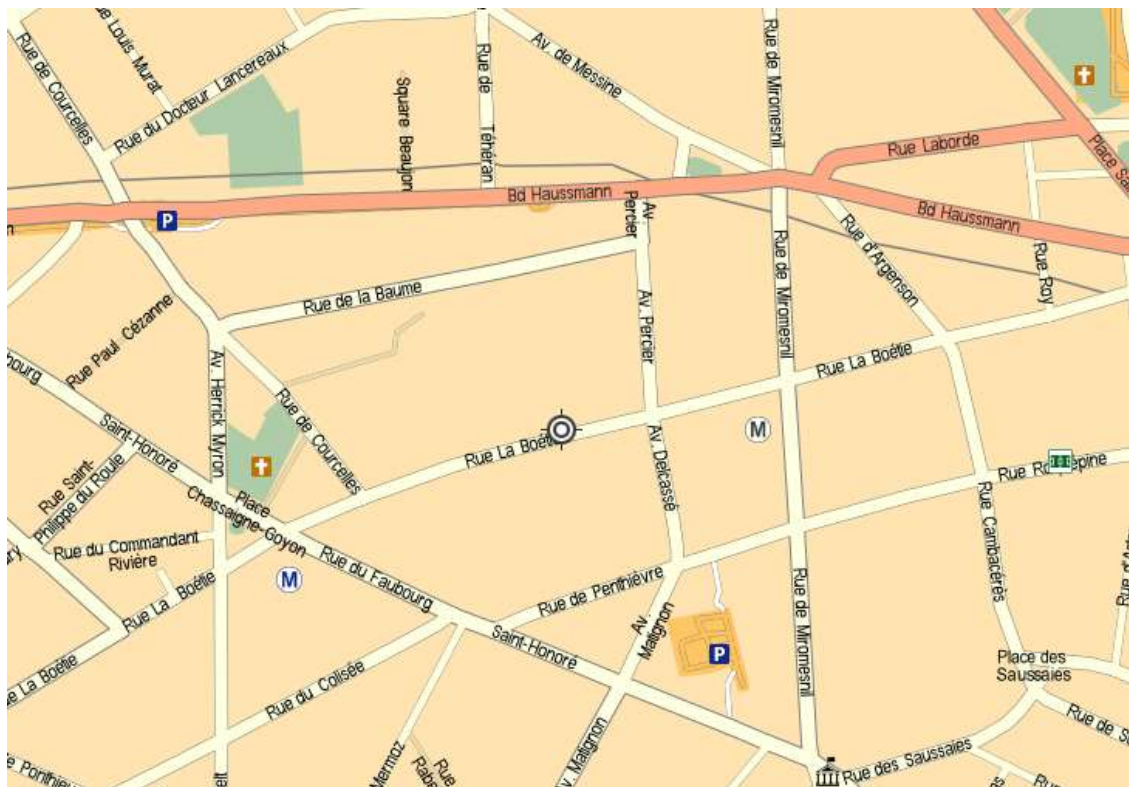 Rue de Courcelles
Rue Louis Murat
Rue du Docteur Lancereaux
Square Beaujon
Rue de
Téhéran
Av. de Messine
Rue de Miromesnil
Rue Laborde
Place Sai
Bd Haussmann
Bd Haussmann
P
Av.
Percier
Rue de Miromesnil
Rue d'Argenson
Rue Roy
Rue de la Baume
Rue Paul Cézanne
Av. Percier
Rue La Boétie
bourg
Saint-Honoré
Av. Herrick Myron
Rue de Courcelles
Rue La Boétie
M
Av. Delcassé
Rue Saint-
Philippe du Roule
Place
Chassaigne-Goyon
Rue du Commandant
Rivière
M
Rue du Faubourg
Saint-Honoré
Rue La Boétie
Rue de Penthièvre
Rue Cambacérès
Rue de Miromesnil
Av.
Matignon
P
Place des
Saussaies
Rue du Colisée
Mermoz
Rue
Rabe
Av. Matignon
Rue des Saussaies